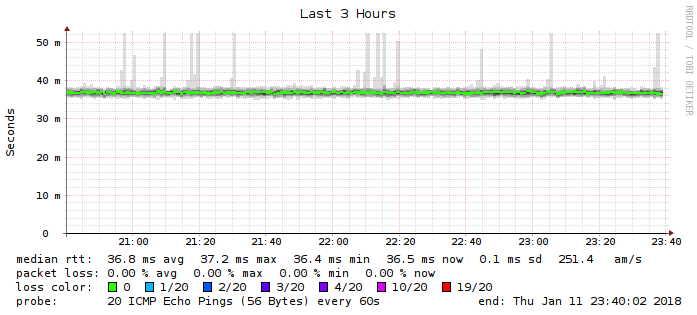 Last 3 Hours
RRDTOOL / TOBI OETIKER
Seconds
50 m
40 m
30 m
20 m
10 m
0
21:00 21:20 21:40 22:00 22:20 22:40 23:00 23:20 23:40
median rtt: 36.8 ms avg 37.2 ms max 36.4 ms min 36.5 ms now 0.1 ms sd 251.4 am/s
packet loss: 0.00 % avg 0.00 % max 0.00 % min 0.00 % now
loss color: 0 1/20 2/20 3/20 4/20 10/20 19/20
probe: 20 ICMP Echo Pings (56 Bytes) every 60s end: Thu Jan 11 23:40:02 2018